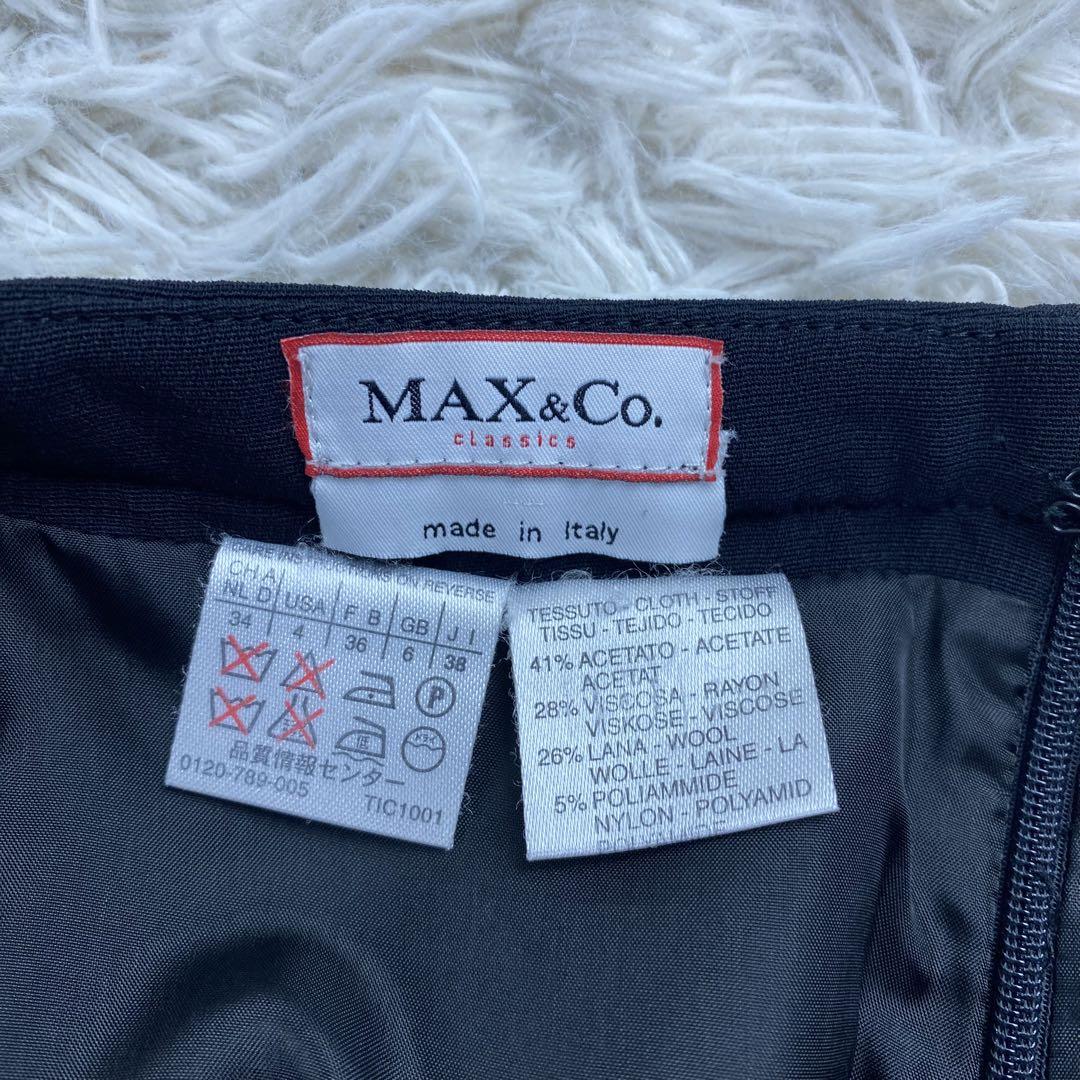 MAX&Co.
classics
made in Italy
REVERSE
CH A
NL D USA F B GB J I
34 4 36 6 38
P
品質情報センター
0120-789-005
TIC1001
TESSUTO - CLOTH - STOFF
TISSU - TEJIDO - TECIDO
41% ACETATO - ACETATE
ACETAT
28% VISCOSA - RAYON
VISKOSE - VISCOSE
26% LANA - WOOL
WOLLE - LAINE - LA
5% POLIAMMIDE
NYLON - POLYAMID